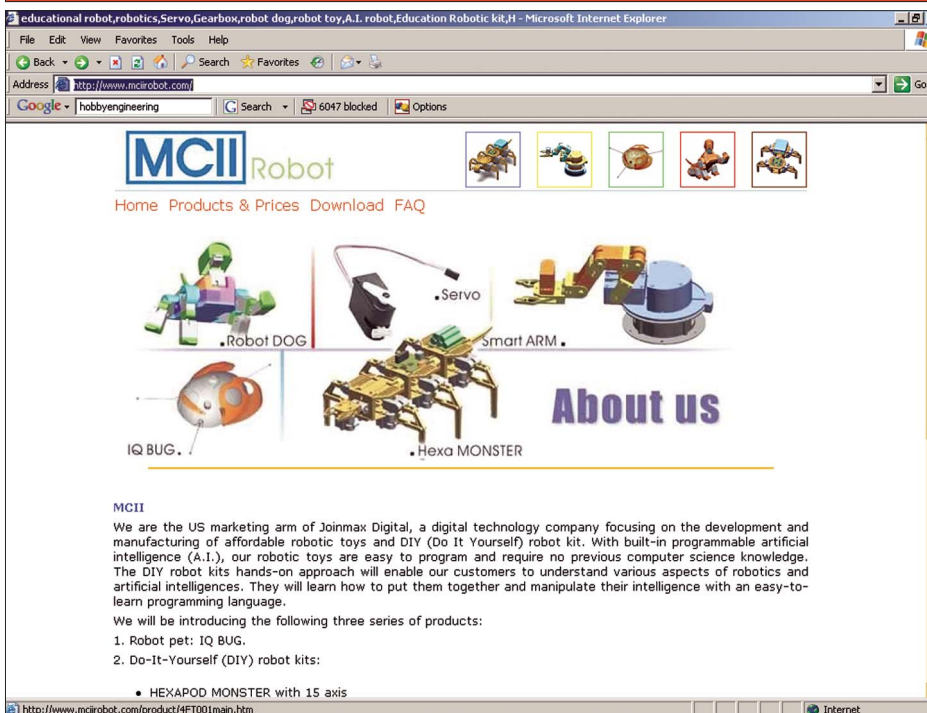 educational robot,robotics,Servo,Gearbox,robot dog,robot toy,A.I. robot,Education Robotic kit,H - Microsoft Internet Explorer
File Edit View Favorites Tools Help
Back Search Favorites
Address http://www.mciirobot.com/ Go
Google hobbyengineering Search 6047 blocked Options
MCII Robot
Home Products & Prices Download FAQ
.Servo
.Robot DOG
Smart ARM.
About us
IQ BUG.
.Hexa MONSTER
MCII
We are the US marketing arm of Joinmax Digital, a digital technology company focusing on the development and
manufacturing of affordable robotic toys and DIY (Do It Yourself) robot kit. With built-in programmable artificial
intelligence (A.I.), our robotic toys are easy to program and require no previous computer science knowledge.
The DIY robot kits hands-on approach will enable our customers to understand various aspects of robotics and
artificial intelligences. They will learn how to put them together and manipulate their intelligence with an easy-to-
learn programming language.
We will be introducing the following three series of products:
1. Robot pet: IQ BUG.
2. Do-It-Yourself (DIY) robot kits:
• HEXAPOD MONSTER with 15 axis
http://www.mciirobot.com/product/4FT001main.htm Internet